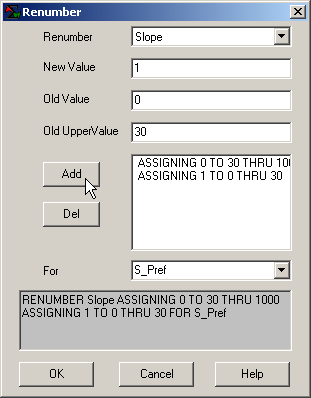 Renumber
Renumber Slope
New Value 1
Old Value 0
Old UpperValue 30
Add
ASSIGNING 0 TO 30 THRU 100
ASSIGNING 1 TO 0 THRU 30
Del
For S_Pref
RENUMBER Slope ASSIGNING 0 TO 30 THRU 1000
ASSIGNING 1 TO 0 THRU 30 FOR S_Pref
OK Cancel Help